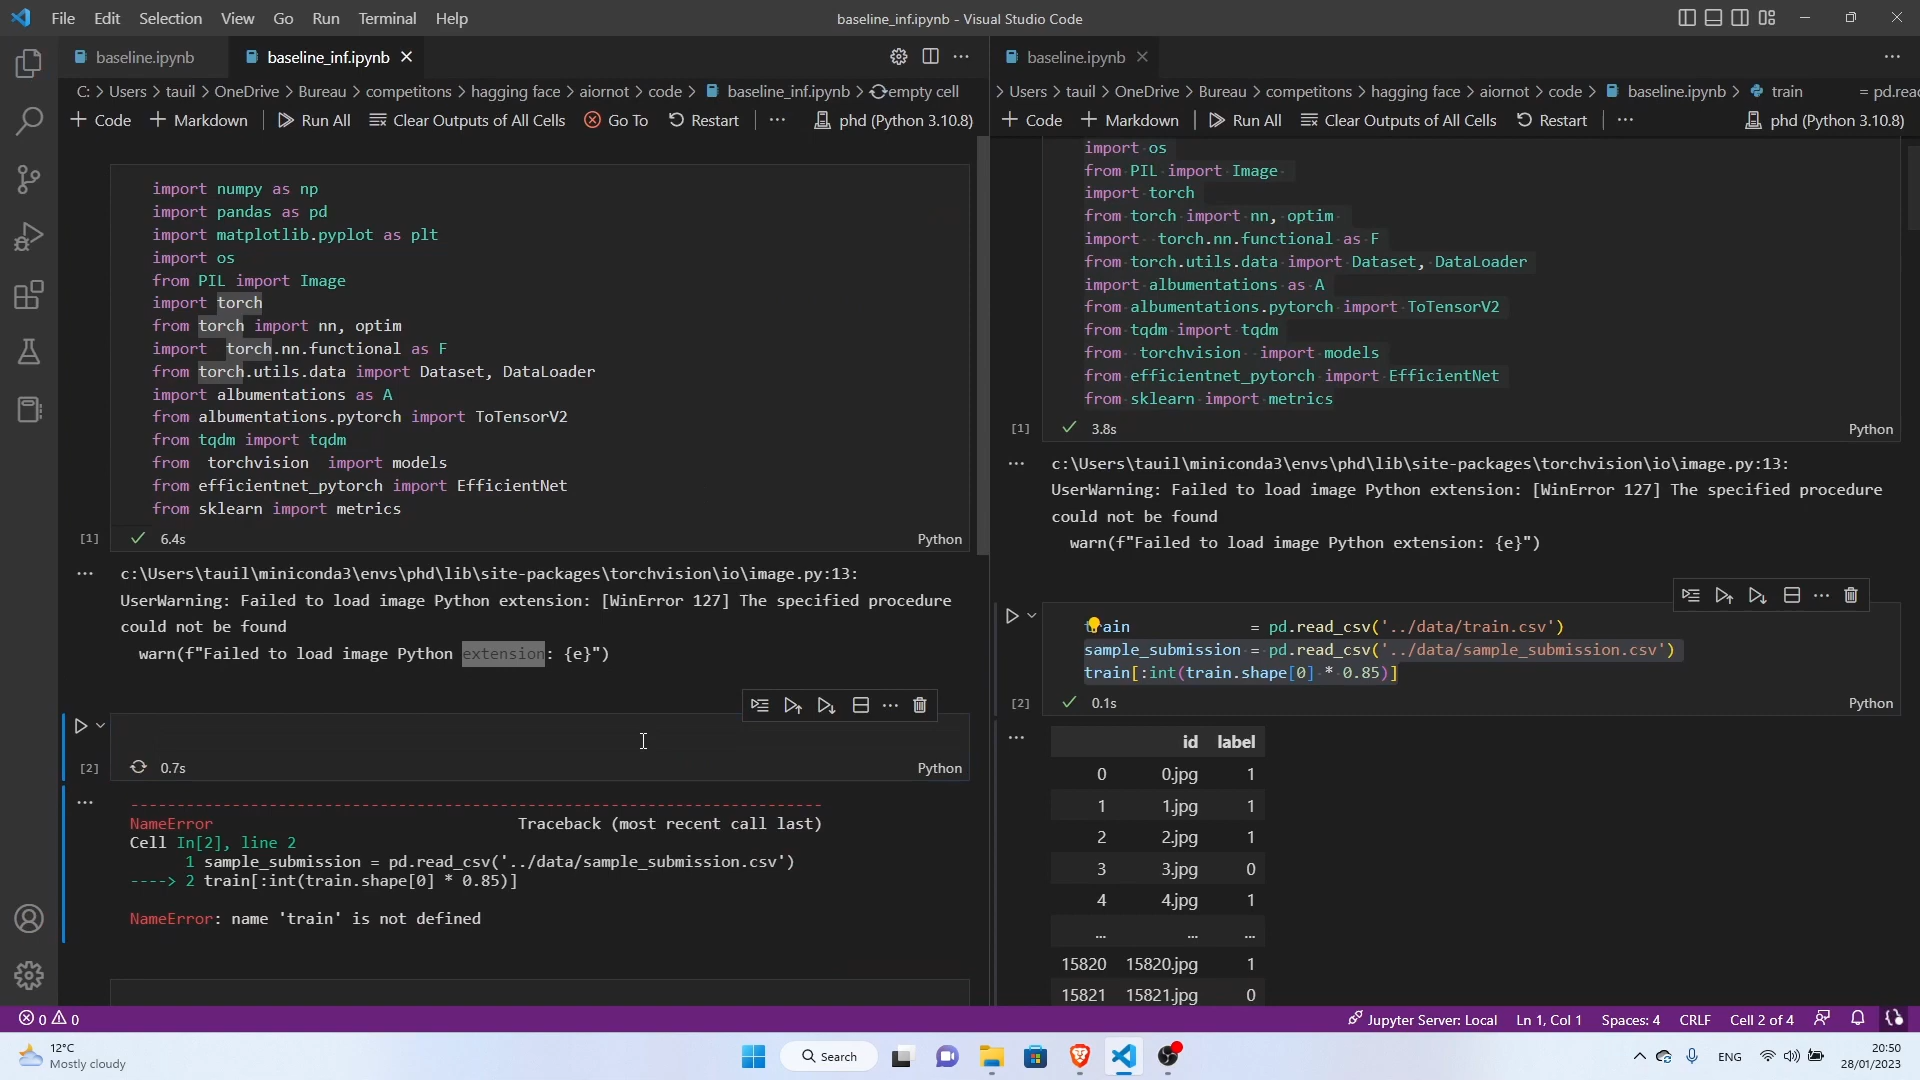 File Edit Selection View Go Run Terminal Help
baseline_inf.ipynb - Visual Studio Code
baseline.ipynb
baseline_inf.ipynb
C: > Users > tauil > OneDrive > Bureau > competitons > hagging face > aiornot > code > baseline_inf.ipynb > empty cell
+ Code + Markdown Run All Clear Outputs of All Cells Go To Restart ... phd (Python 3.10.8)
import numpy as np
import pandas as pd
import matplotlib.pyplot as plt
import os
from PIL import Image
import torch
from torch import nn, optim
import  torch.nn.functional as F
from torch.utils.data import Dataset, DataLoader
import albumentations as A
from albumentations.pytorch import ToTensorV2
from tqdm import tqdm
from  torchvision  import models
from efficientnet_pytorch import EfficientNet
from sklearn import metrics
[1] 6.4s Python
... c:\Users\tauil\miniconda3\envs\phd\lib\site-packages\torchvision\io\image.py:13:
UserWarning: Failed to load image Python extension: [WinError 127] The specified procedure
could not be found
warn(f"Failed to load image Python extension: {e}")
[2] 0.7s Python
...
---------------------------------------------------------------------------
NameError Traceback (most recent call last)
Cell In[2], line 2
1 sample_submission = pd.read_csv('../data/sample_submission.csv')
----> 2 train[:int(train.shape[0] * 0.85)]
NameError: name 'train' is not defined
baseline.ipynb
> Users > tauil > OneDrive > Bureau > competitons > hagging face > aiornot > code > baseline.ipynb > train = pd.read
+ Code + Markdown Run All Clear Outputs of All Cells Restart ... phd (Python 3.10.8)
import os
from PIL import Image
import torch
from torch import nn, optim
import  torch.nn.functional as F
from torch.utils.data import Dataset, DataLoader
import albumentations as A
from albumentations.pytorch import ToTensorV2
from tqdm import tqdm
from  torchvision  import models
from efficientnet_pytorch import EfficientNet
from sklearn import metrics
[1] 3.8s Python
... c:\Users\tauil\miniconda3\envs\phd\lib\site-packages\torchvision\io\image.py:13:
UserWarning: Failed to load image Python extension: [WinError 127] The specified procedure
could not be found
warn(f"Failed to load image Python extension: {e}")
train = pd.read_csv('../data/train.csv')
sample_submission = pd.read_csv('../data/sample_submission.csv')
train[:int(train.shape[0] * 0.85)]
[2] 0.1s Python
...
id label
0 0.jpg 1
1 1.jpg 1
2 2.jpg 1
3 3.jpg 0
4 4.jpg 1
... ... ...
15820 15820.jpg 1
15821 15821.jpg 0
0 0
Jupyter Server: Local Ln 1, Col 1 Spaces: 4 CRLF Cell 2 of 4
12°C
Mostly cloudy
Search
ENG
20:50
28/01/2023